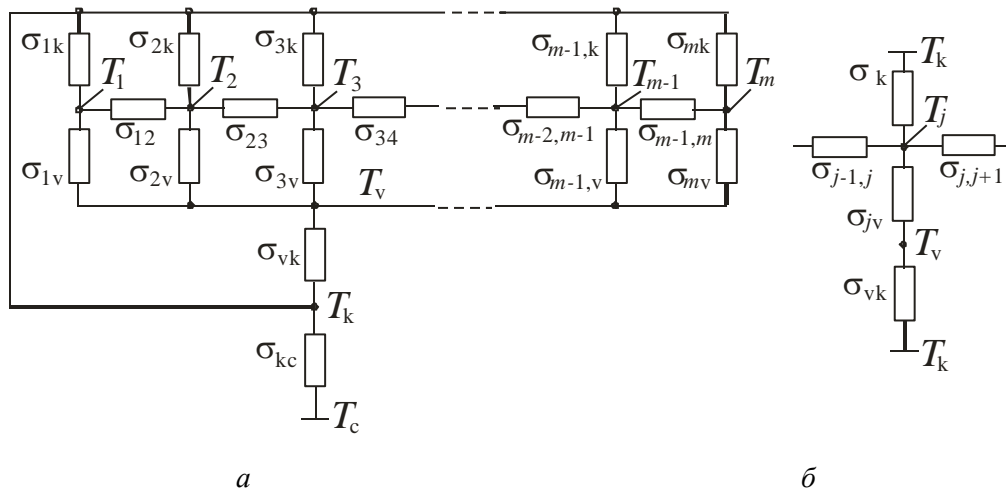 σ1k σ2k σ3k σm-1,k σmk
T1 T2 T3 Tm-1 Tm
σ12 σ23 σ34 σm-2,m-1 σm-1,m
σ1v σ2v σ3v Tv σm-1,v σmv
σvk
Tk
σkc
Tc
а
Tk
σ k
Tj
σj-1,j σj,j+1
σjv
Tv
σvk
Tk
б